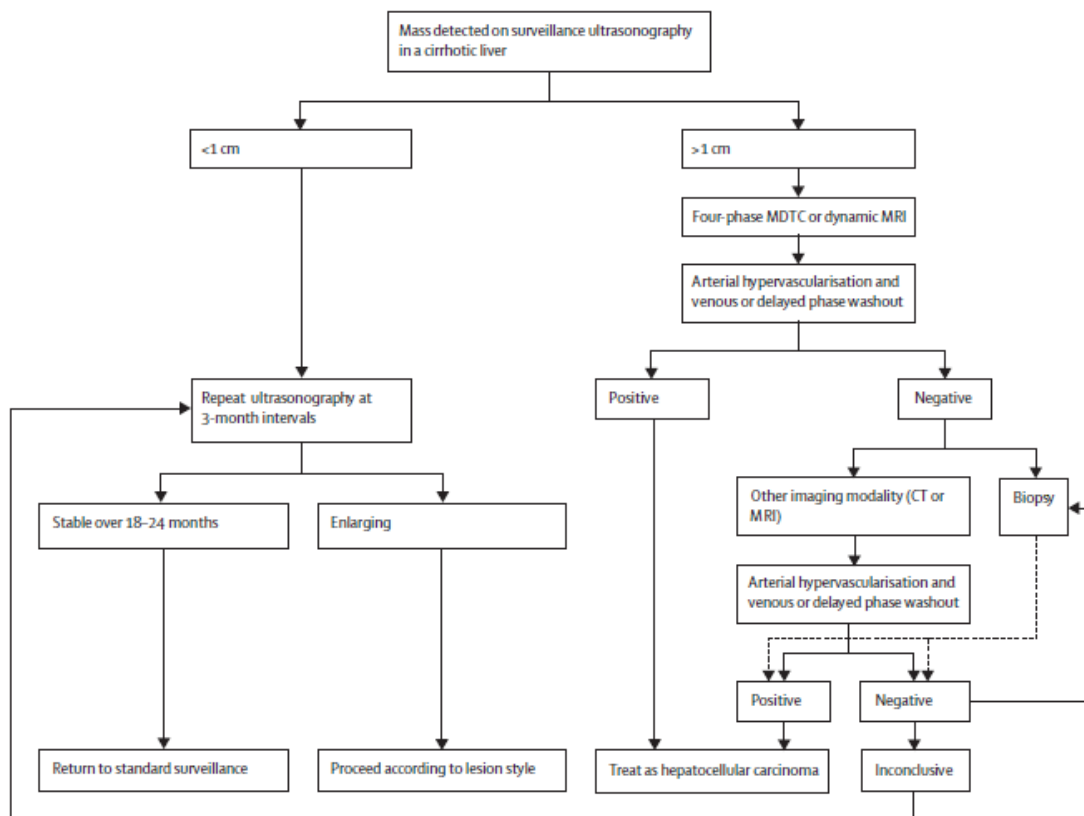 Mass detected on surveillance ultrasonography
in a cirrhotic liver
<1 cm
>1 cm
Four-phase MDTC or dynamic MRI
Arterial hypervascularisation and
venous or delayed phase washout
Repeat ultrasonography at
3-month intervals
Positive
Negative
Stable over 18–24 months
Enlarging
Other imaging modality (CT or
MRI)
Biopsy
Arterial hypervascularisation and
venous or delayed phase washout
Positive
Negative
Return to standard surveillance
Proceed according to lesion style
Treat as hepatocellular carcinoma
Inconclusive